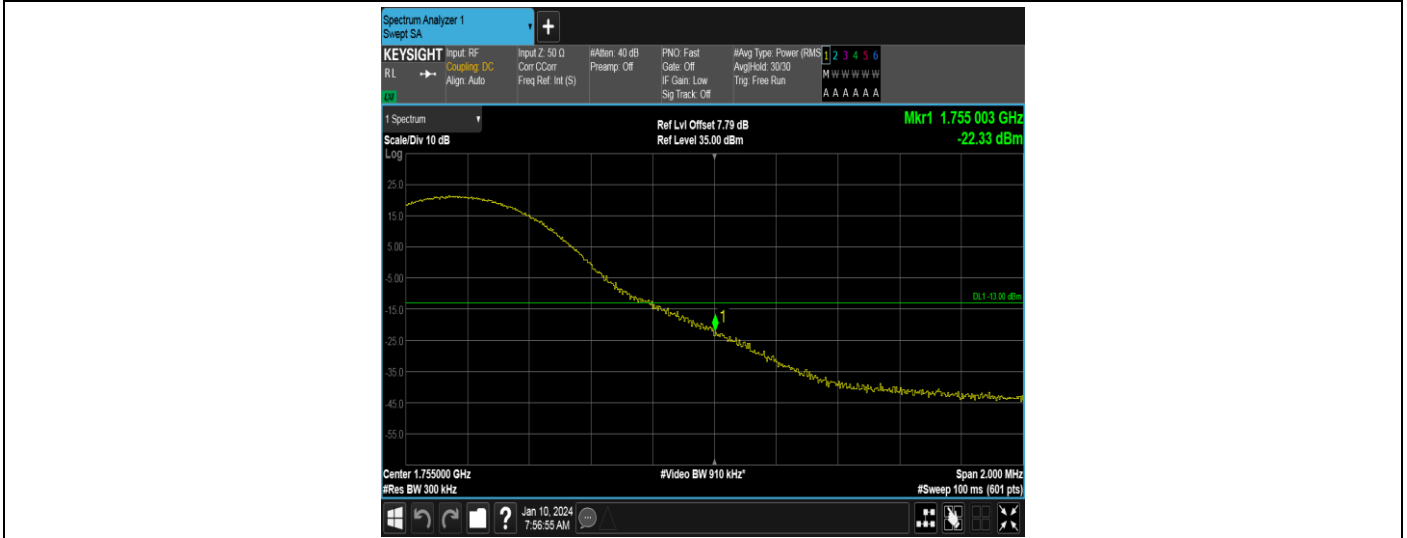 Spectrum Analyzer 1
Swept SA
+
KEYSIGHT Input: RF Input Z: 50 Ω #Atten: 40 dB PNO: Fast #Avg Type: Power (RMS 1 2 3 4 5 6
RL Coupling: DC Corr CCorr Preamp: Off Gate: Off Avg|Hold: 30/30 M W W W W W
Align: Auto Freq Ref: Int (S) IF Gain: Low Trig: Free Run
Sig Track: Off A A A A A A
1 Spectrum
Ref Lvl Offset 7.79 dB Mkr1 1.755 003 GHz
Scale/Div 10 dB Ref Level 35.00 dBm -22.33 dBm
Log
25.0
15.0
5.00
-5.00
DL1 -13.00 dBm
-15.0
1
-25.0
-35.0
-45.0
-55.0
Center 1.755000 GHz #Video BW 910 kHz* Span 2.000 MHz
#Res BW 300 kHz #Sweep 100 ms (601 pts)
? Jan 10, 2024
7:56:55 AM